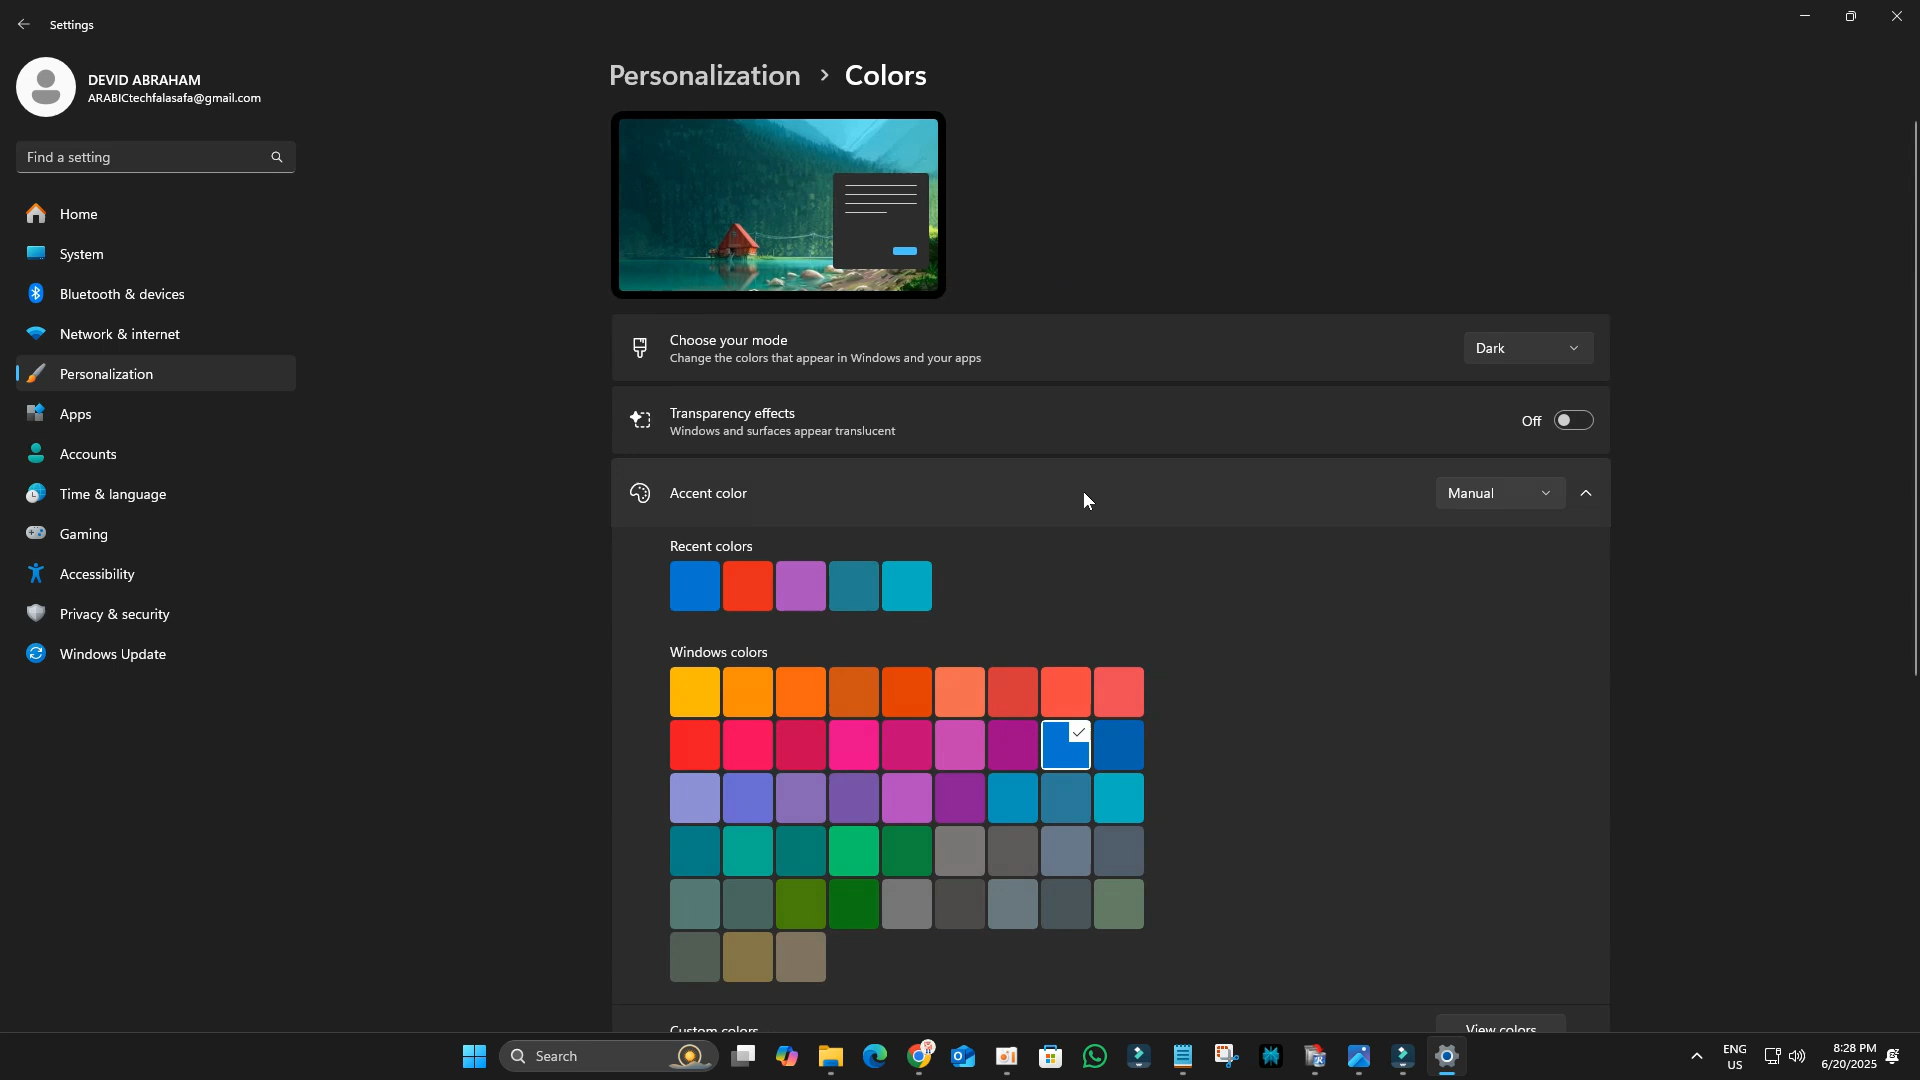 Settings
DEVID ABRAHAM
ARABICtechfalasafa@gmail.com
Find a setting
Home
System
Bluetooth & devices
Network & internet
Personalization
Apps
Accounts
Time & language
Gaming
Accessibility
Privacy & security
Windows Update
Personalization > Colors
Choose your mode
Change the colors that appear in Windows and your apps
Dark
Transparency effects
Windows and surfaces appear translucent
Off
Accent color
Manual
Recent colors
Windows colors
Custom colors
View colors
Search
ENG
US
8:28 PM
6/20/2025